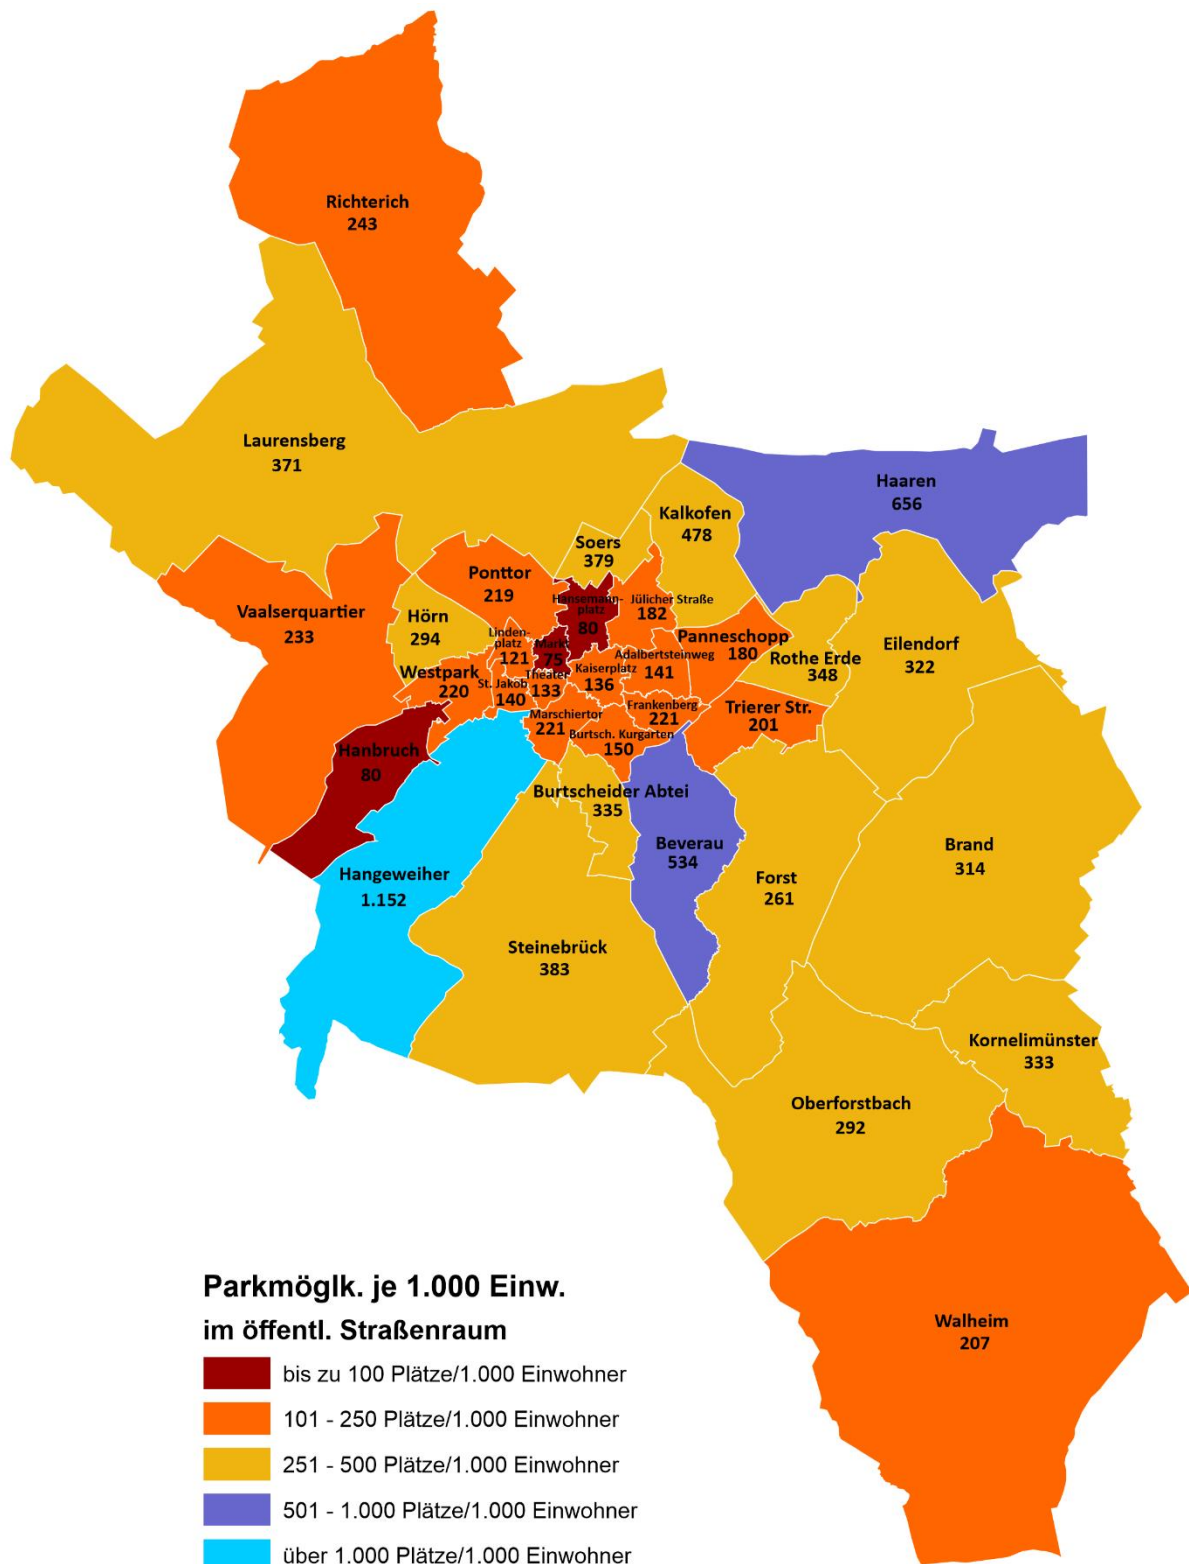 Richterich
243
Laurensberg
371
Haaren
656
Kalkofen
478
Soers
379
Ponttor
219
Hansemann-
platz
80
Jülicher Straße
182
Vaalserquartier
233
Hörn
294
Linden-
platz
121
Markt
75
Adalbertsteinweg
141
Panneschopp
180
Rothe Erde
348
Eilendorf
322
Westpark
220
St. Jakob
140
Theater
133
Kaiserplatz
136
Frankenberg
221
Trierer Str.
201
Marschiertor
221
Burtsch. Kurgarten
150
Hanbruch
80
Burtscheider Abtei
335
Beverau
534
Brand
314
Hangeweiher
1.152
Forst
261
Steinebrück
383
Kornelimünster
333
Oberforstbach
292
Walheim
207
Parkmöglk. je 1.000 Einw.
im öffentl. Straßenraum
bis zu 100 Plätze/1.000 Einwohner
101 - 250 Plätze/1.000 Einwohner
251 - 500 Plätze/1.000 Einwohner
501 - 1.000 Plätze/1.000 Einwohner
über 1.000 Plätze/1.000 Einwohner